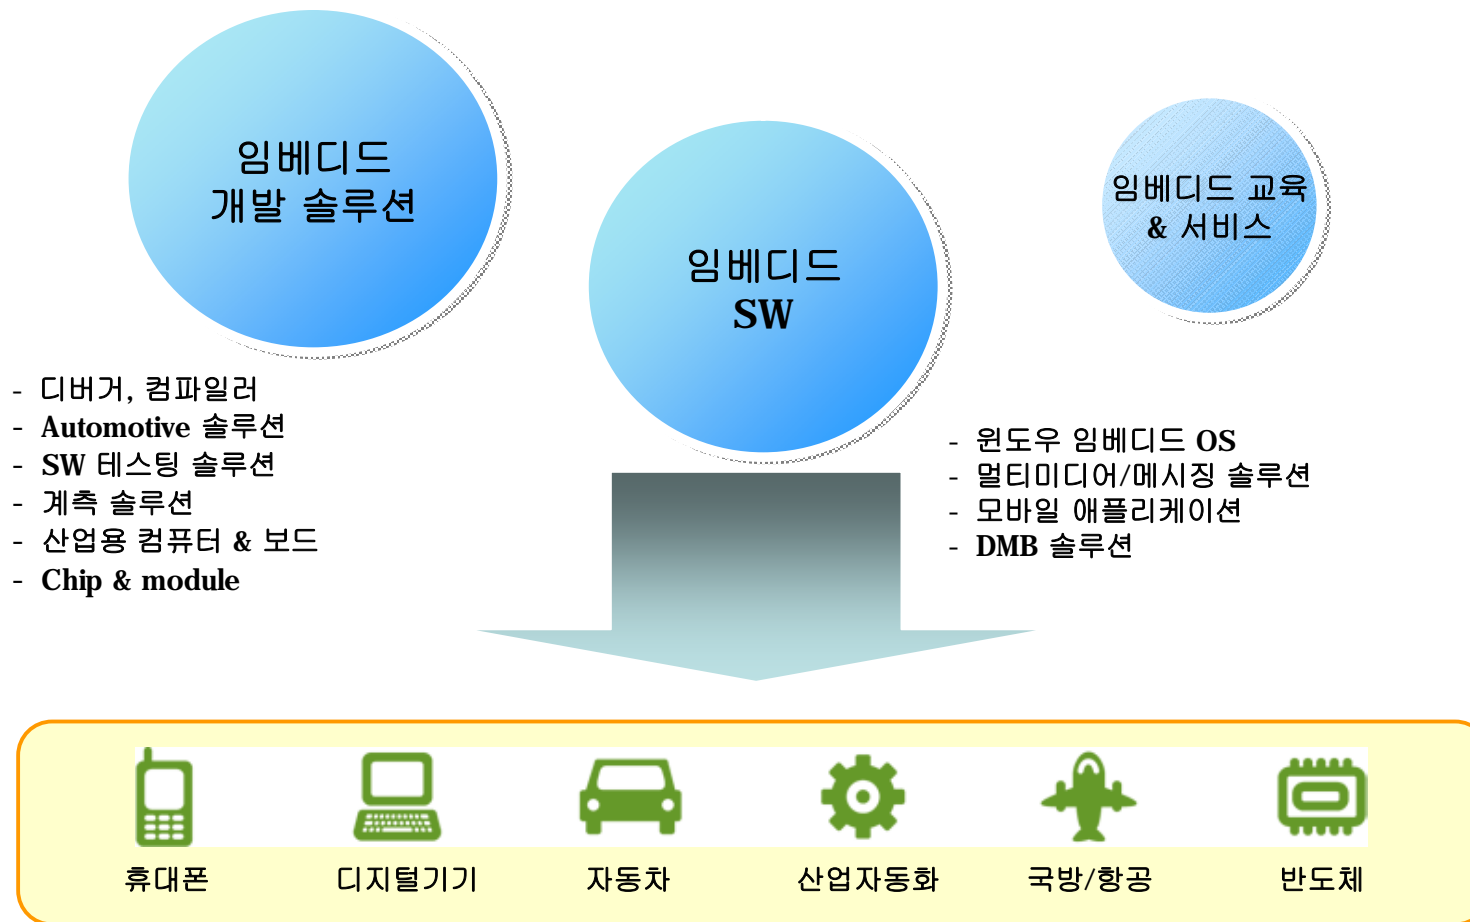 임베디드
개발 솔루션
임베디드
SW
임베디드 교육
& 서비스
- 디버거, 컴파일러
- Automotive 솔루션
- SW 테스팅 솔루션
- 계측 솔루션
- 산업용 컴퓨터 & 보드
- Chip & module
- 윈도우 임베디드 OS
- 멀티미디어/메시징 솔루션
- 모바일 애플리케이션
- DMB 솔루션
휴대폰 디지털기기 자동차 산업자동화 국방/항공 반도체